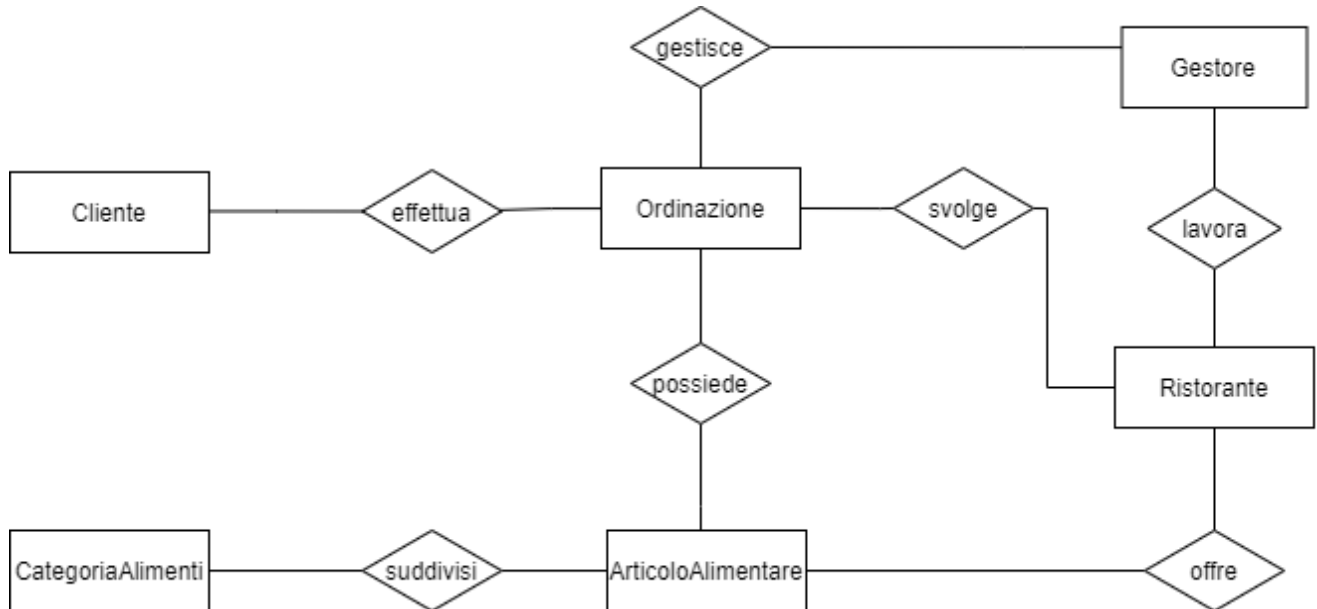 gestisce
Gestore
Cliente
effettua
Ordinazione
svolge
lavora
possiede
Ristorante
CategoriaAlimenti
suddivisi
ArticoloAlimentare
offre